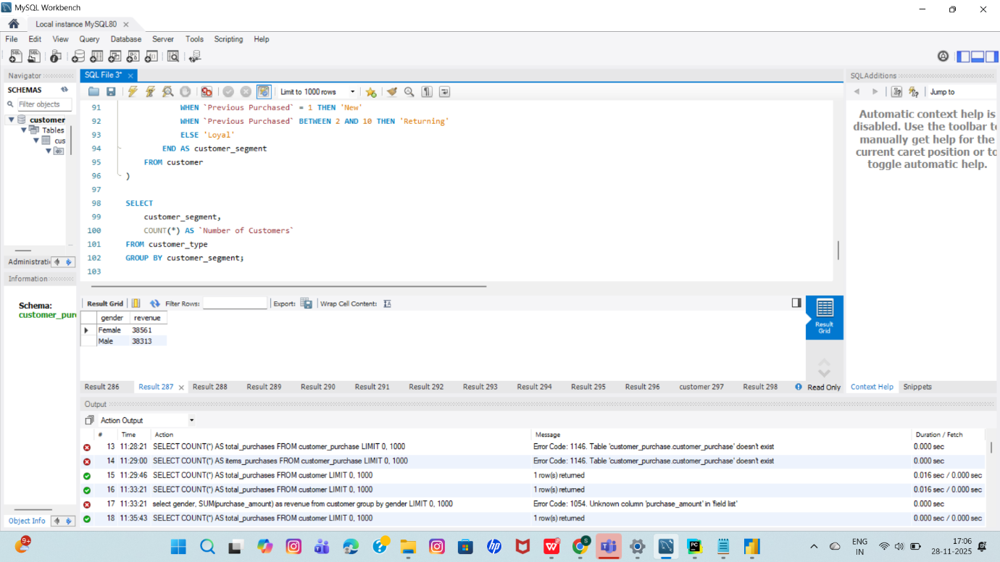 MySQL Workbench
Local instance MySQL80
File Edit View Query Database Server Tools Scripting Help
Navigator
SCHEMAS
Filter objects
customer
Tables
cus
Administrati
Information
Schema:
customer_pur
Object Info
SQL File 3*
Limit to 1000 rows
91 WHEN `Previous Purchased` = 1 THEN 'New'
92 WHEN `Previous Purchased` BETWEEN 2 AND 10 THEN 'Returning'
93 ELSE 'Loyal'
94 END AS customer_segment
95 FROM customer
96 )
97
98 SELECT
99 customer_segment,
100 COUNT(*) AS `Number of Customers`
101 FROM customer_type
102 GROUP BY customer_segment;
103
Result Grid Filter Rows: Export: Wrap Cell Content:
gender revenue
Female 38561
Male 38313
Result Grid
Result 286 Result 287 Result 288 Result 289 Result 290 Result 291 Result 292 Result 293 Result 294 Result 295 Result 296 customer 297 Result 298 Read Only
Output
Action Output
# Time Action Message Duration / Fetch
13 11:28:21 SELECT COUNT(*) AS total_purchases FROM customer_purchase LIMIT 0, 1000 Error Code: 1146. Table 'customer_purchase.customer_purchase' doesn't exist 0.000 sec
14 11:29:00 SELECT COUNT(*) AS items_purchases FROM customer_purchase LIMIT 0, 1000 Error Code: 1146. Table 'customer_purchase.customer_purchase' doesn't exist 0.000 sec
15 11:29:46 SELECT COUNT(*) AS total_purchases FROM customer LIMIT 0, 1000 1 row(s) returned 0.016 sec / 0.000 sec
16 11:33:21 SELECT COUNT(*) AS total_purchases FROM customer LIMIT 0, 1000 1 row(s) returned 0.016 sec / 0.000 sec
17 11:33:21 select gender, SUM(purchase_amount) as revenue from customer group by gender LIMIT 0, 1000 Error Code: 1054. Unknown column 'purchase_amount' in 'field list' 0.000 sec
18 11:35:43 SELECT COUNT(*) AS total_purchases FROM customer LIMIT 0, 1000 1 row(s) returned 0.000 sec / 0.000 sec
SQLAdditions
Jump to
Automatic context help is
disabled. Use the toolbar to
manually get help for the
current caret position or to
toggle automatic help.
Context Help Snippets
9+
ENG
IN
17:06
28-11-2025